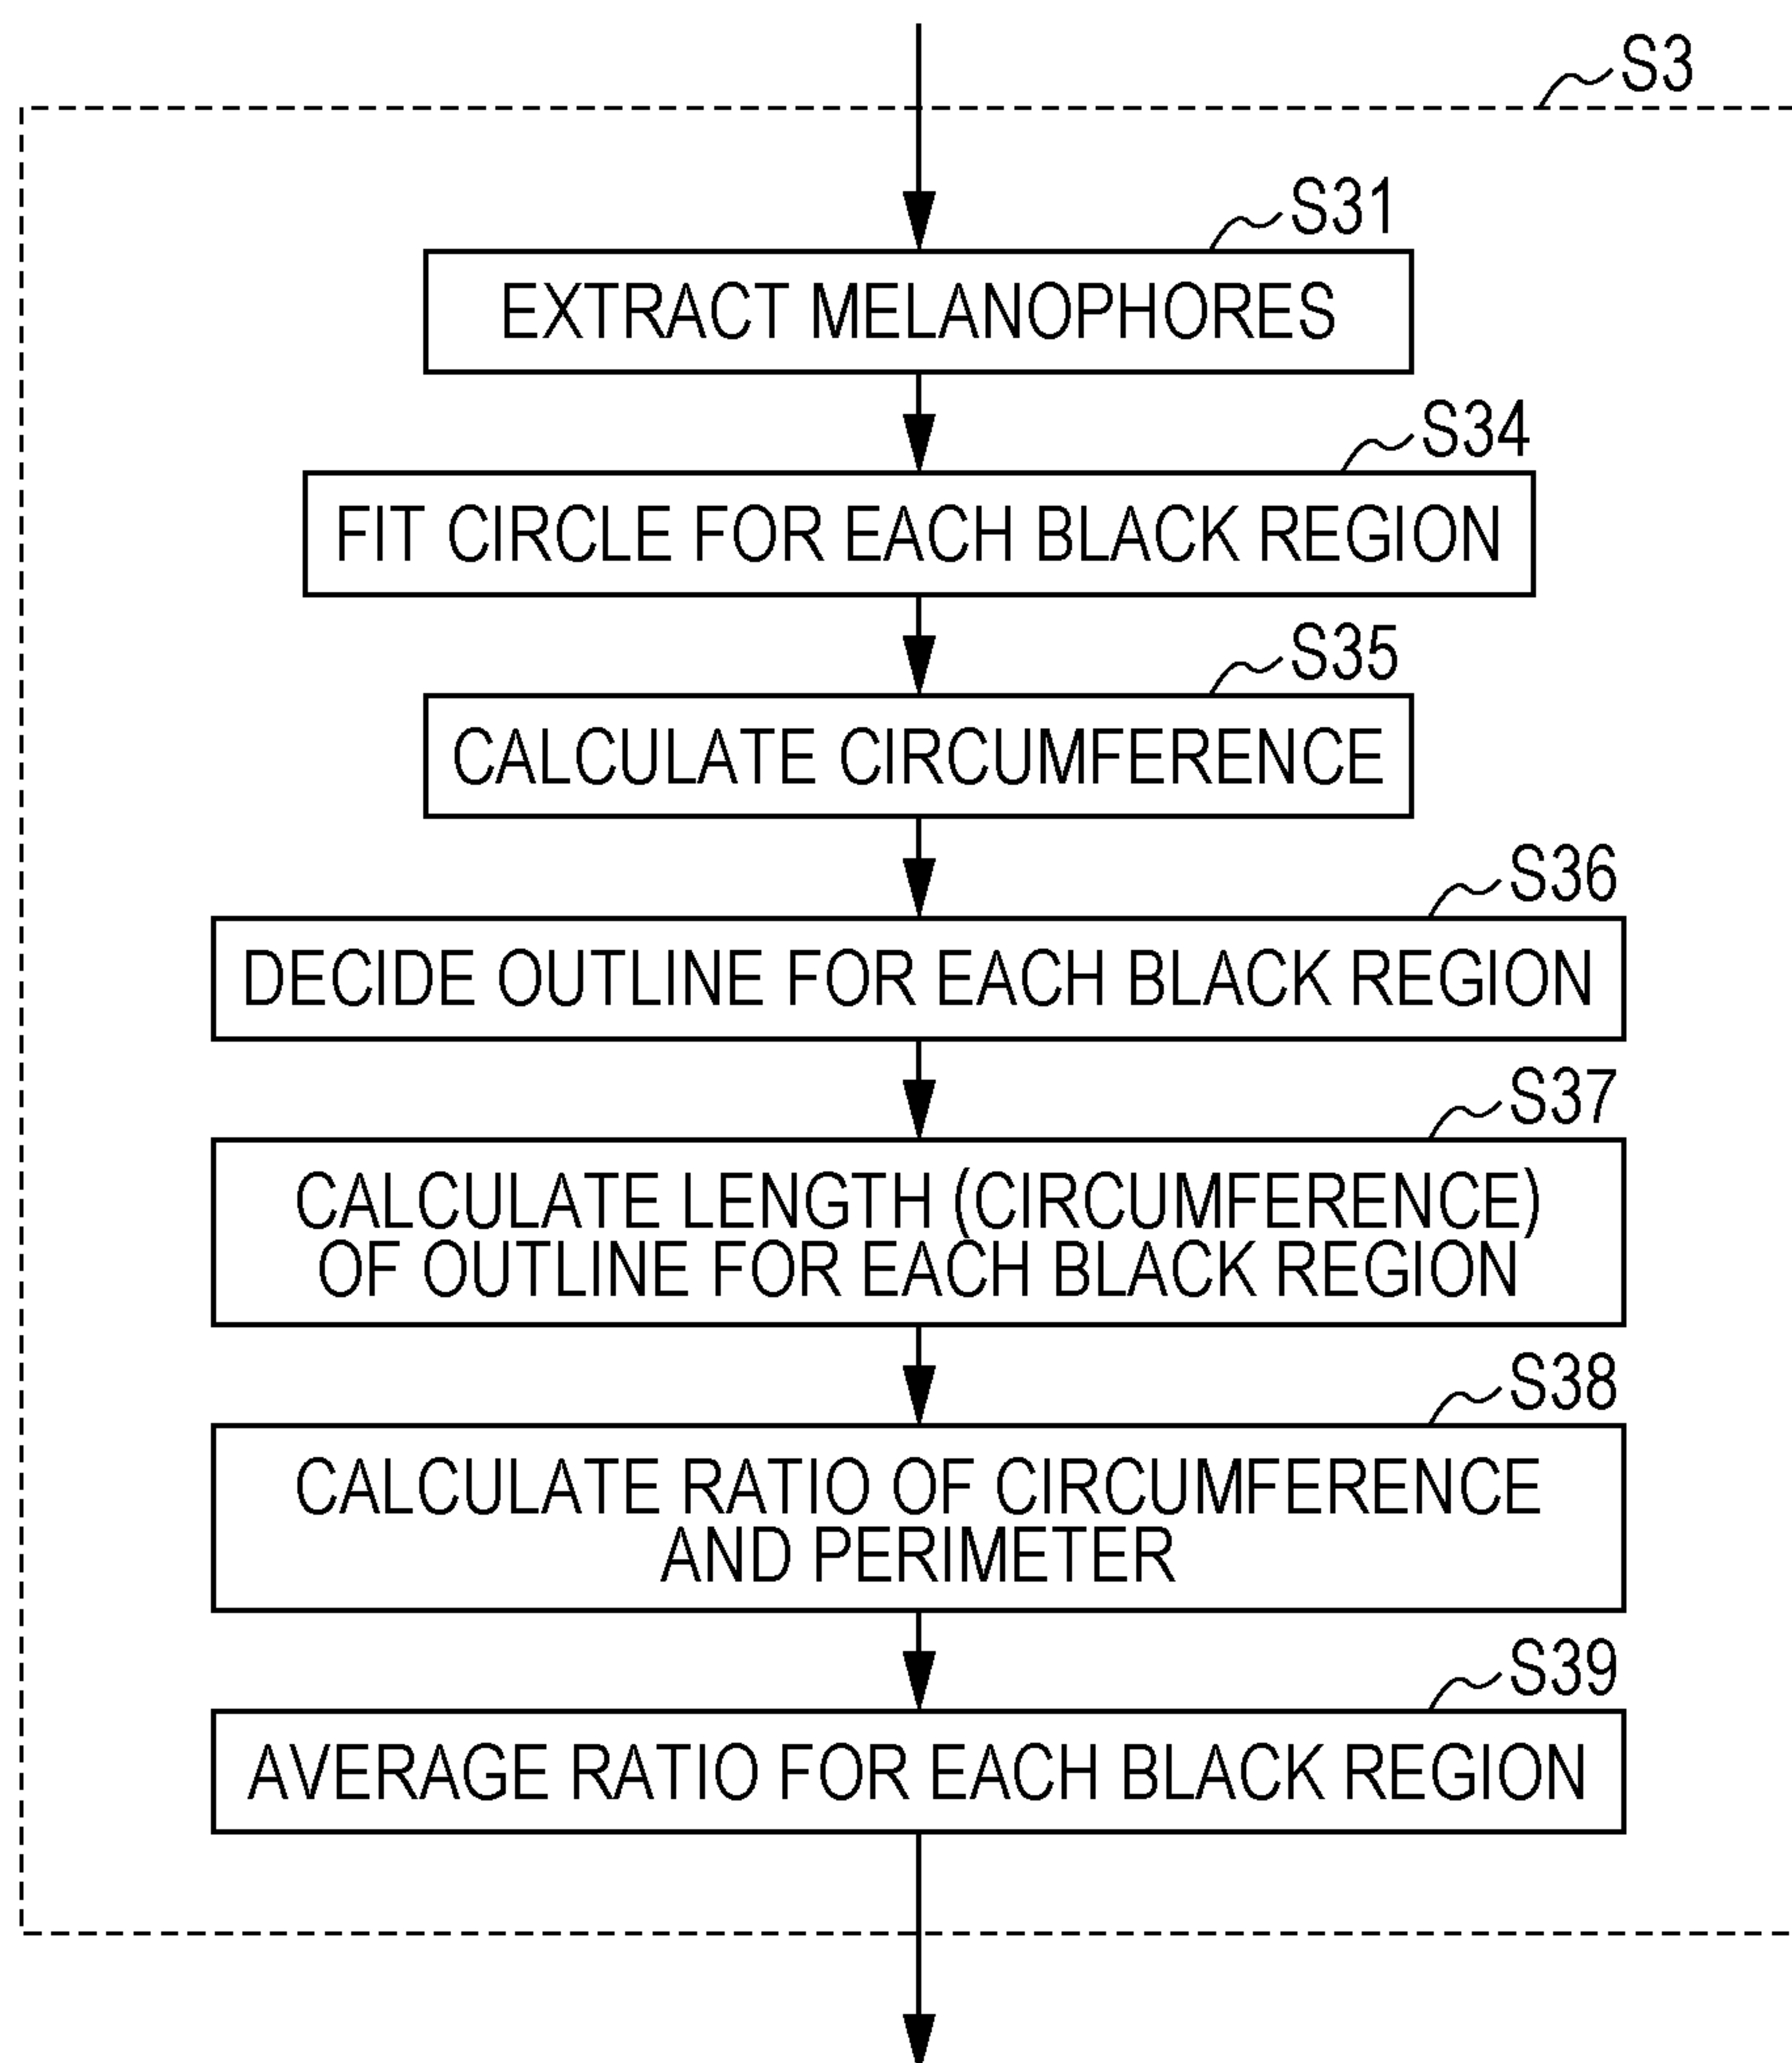 S3
S31
EXTRACT MELANOPHORES
S34
FIT CIRCLE FOR EACH BLACK REGION
S35
CALCULATE CIRCUMFERENCE
S36
DECIDE OUTLINE FOR EACH BLACK REGION
S37
CALCULATE LENGTH (CIRCUMFERENCE)
OF OUTLINE FOR EACH BLACK REGION
S38
CALCULATE RATIO OF CIRCUMFERENCE
AND PERIMETER
S39
AVERAGE RATIO FOR EACH BLACK REGION